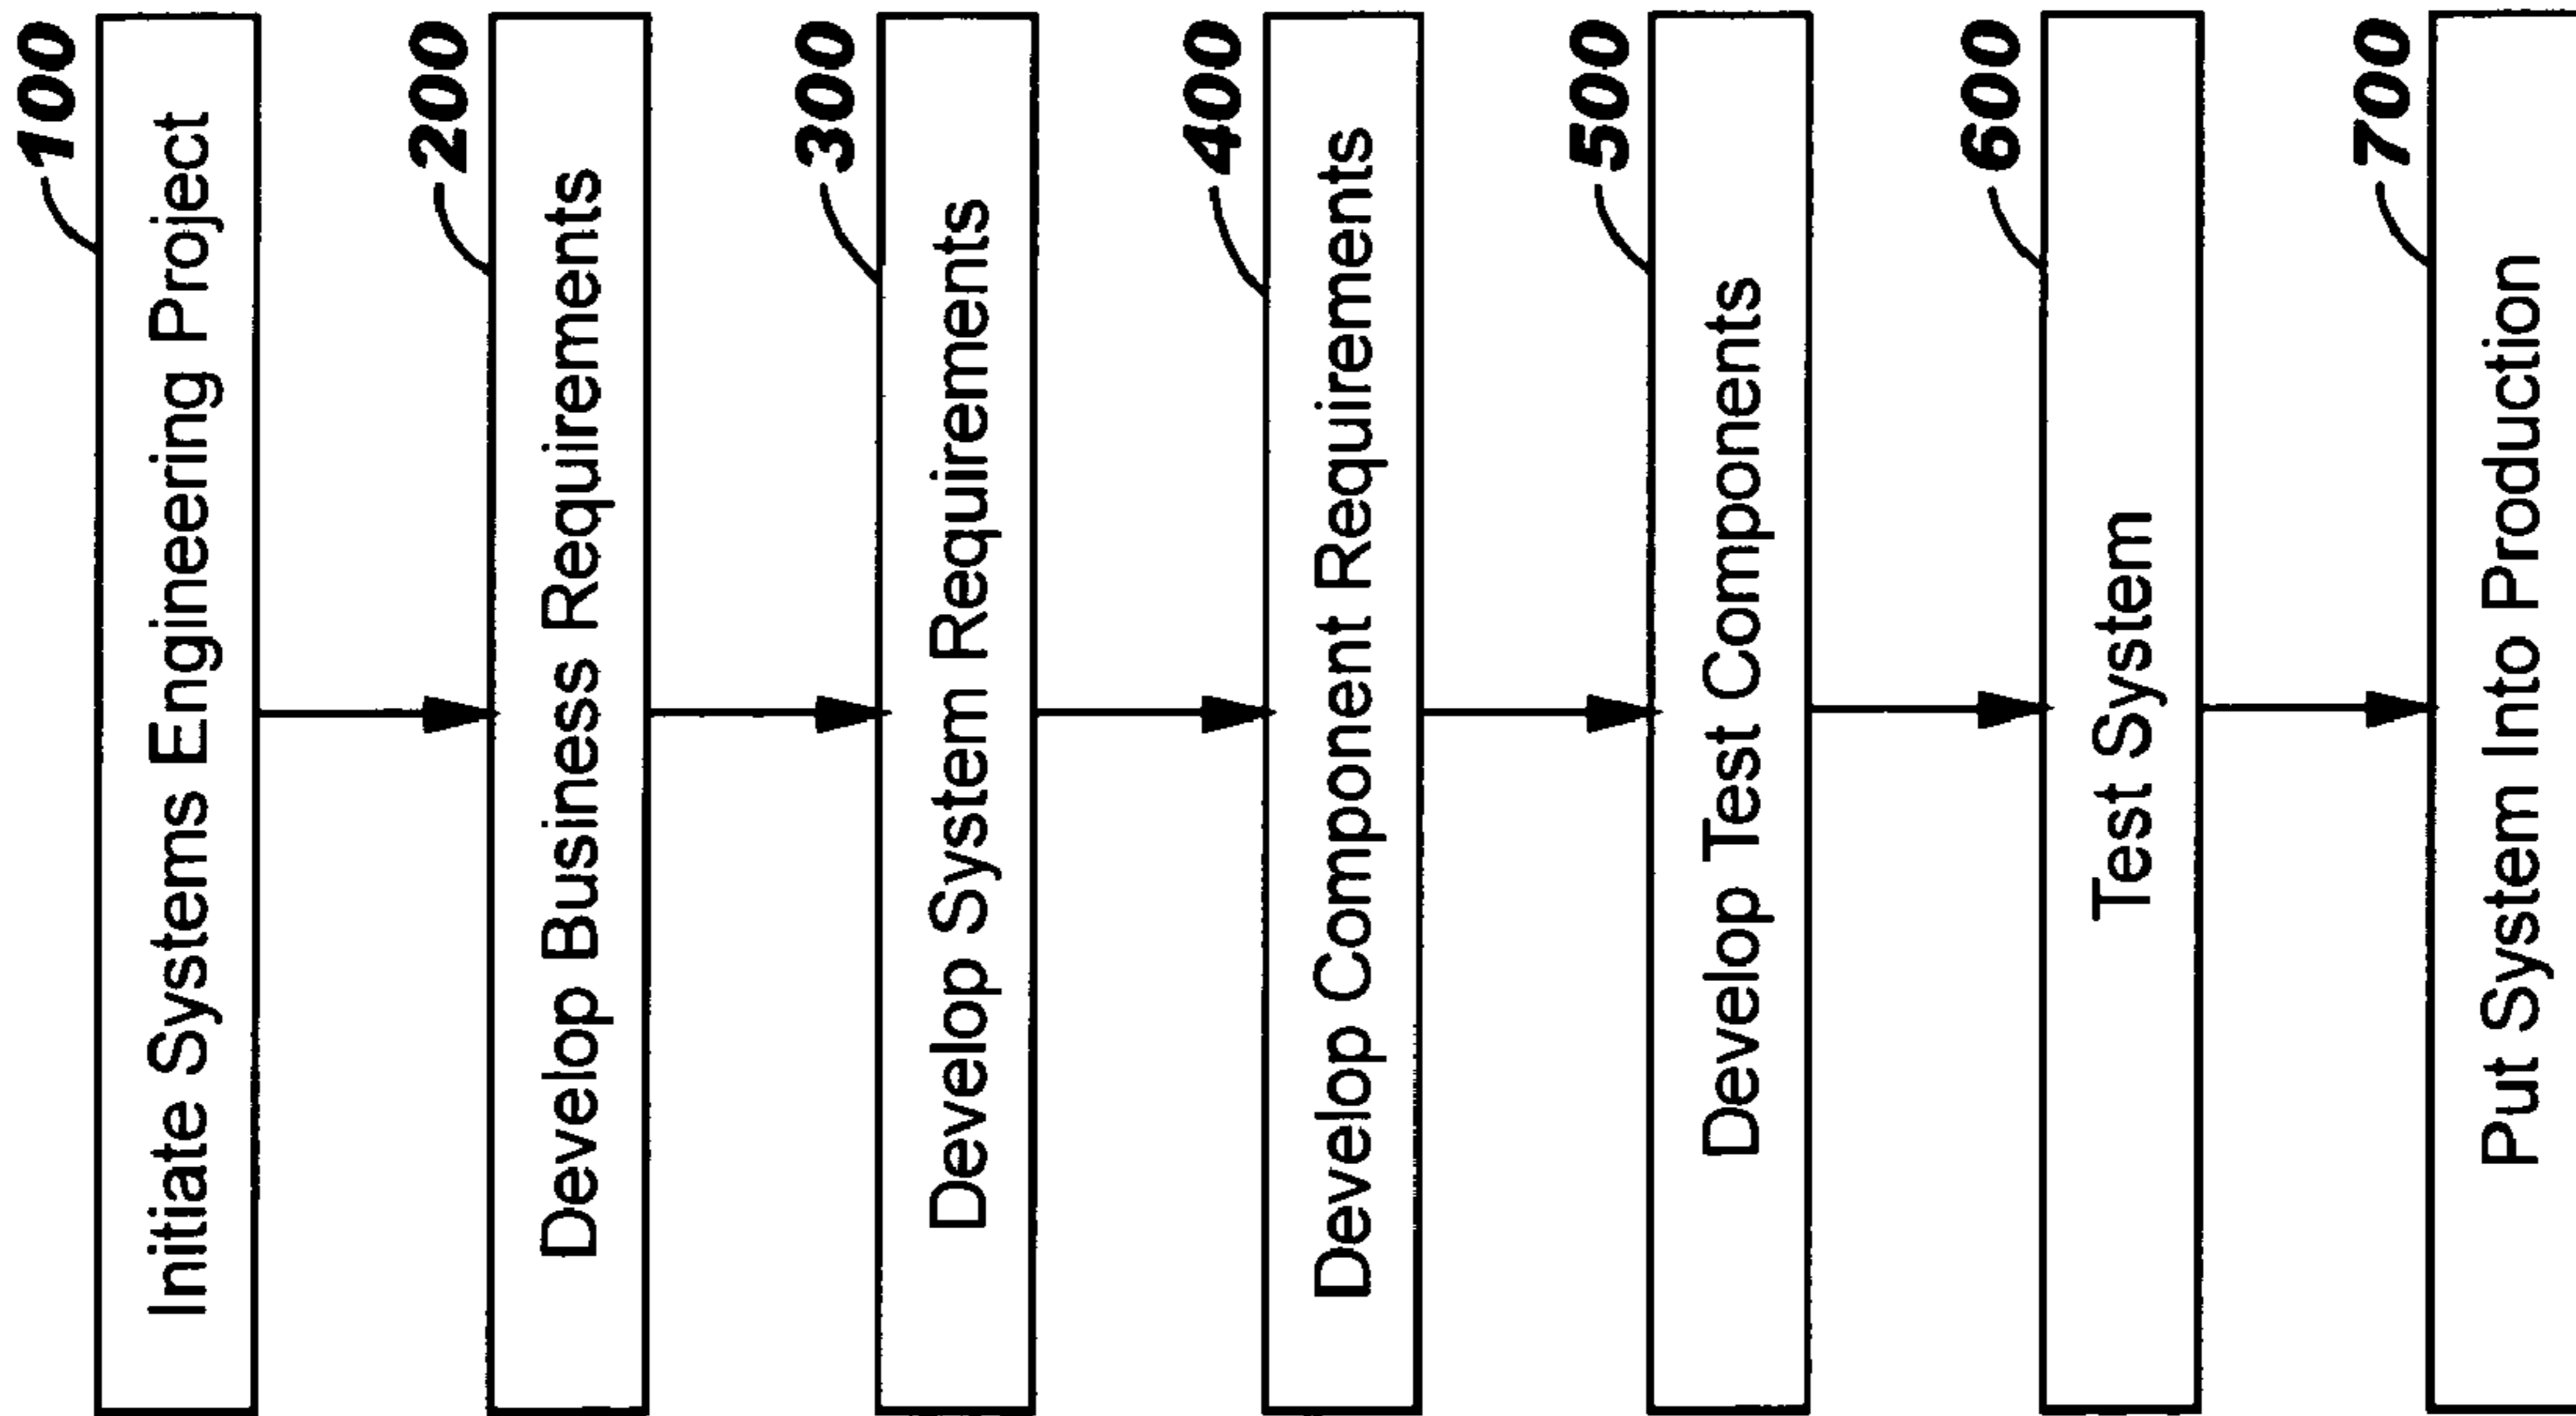 100
Initiate Systems Engineering Project
200
Develop Business Requirements
300
Develop System Requirements
400
Develop Component Requirements
500
Develop Test Components
600
Test System
700
Put System Into Production